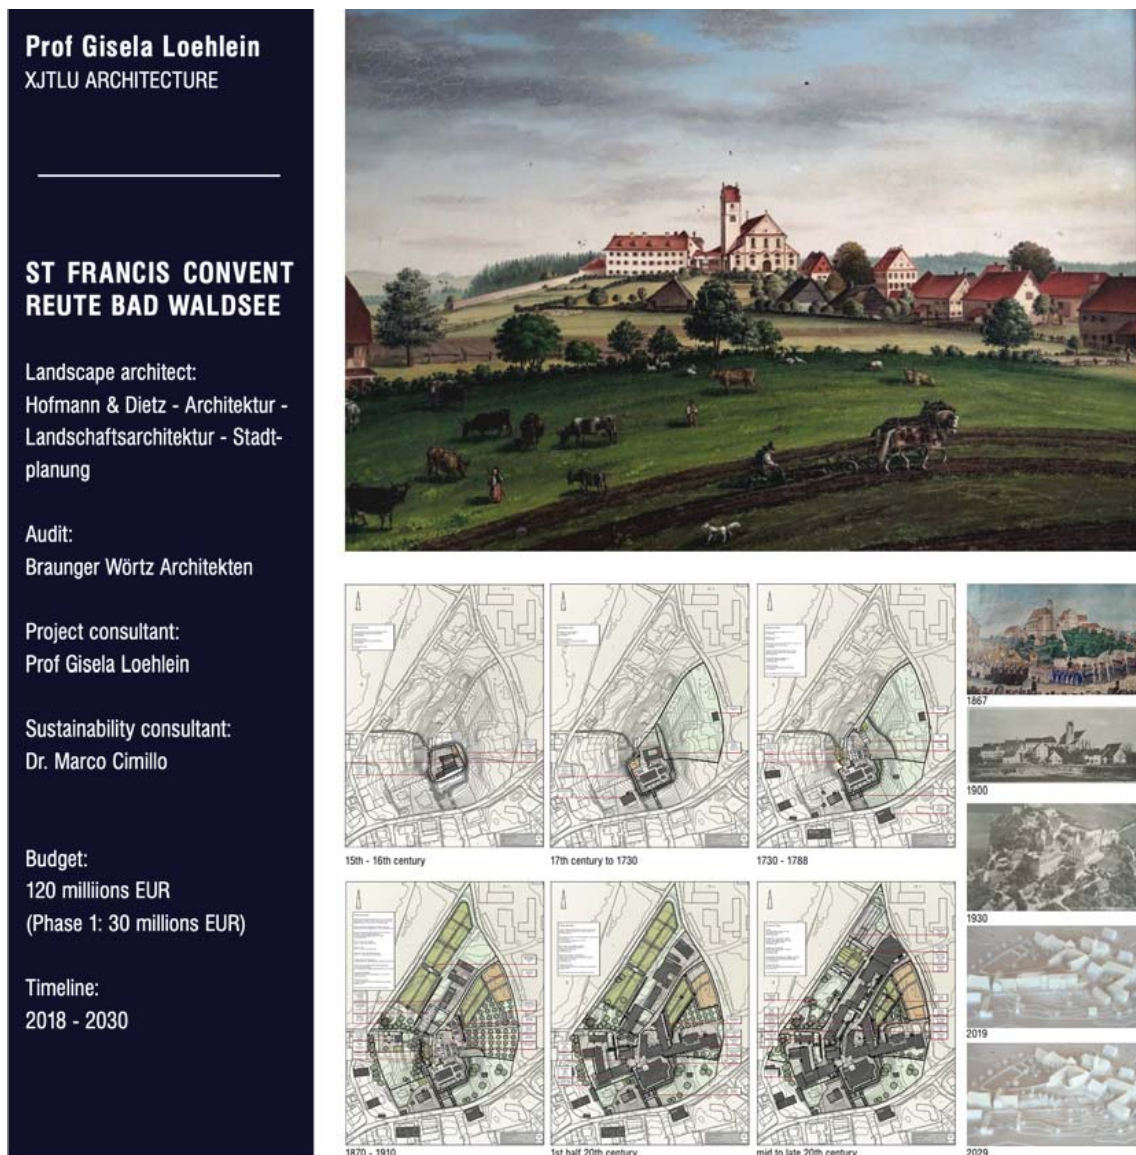 Prof Gisela Loehlein
XJTLU ARCHITECTURE
ST FRANCIS CONVENT
REUTE BAD WALDSEE
Landscape architect:
Hofmann & Dietz - Architektur -
Landschaftsarchitektur - Stadt-
planung
Audit:
Braunger Wörtz Architekten
Project consultant:
Prof Gisela Loehlein
Sustainability consultant:
Dr. Marco Cimillo
Budget:
120 milliions EUR
(Phase 1: 30 millions EUR)
Timeline:
2018 - 2030
15th - 16th century
17th century to 1730
1730 - 1788
1870 - 1910
1st half 20th century
mid to late 20th century
1867
1900
1930
2019
2029